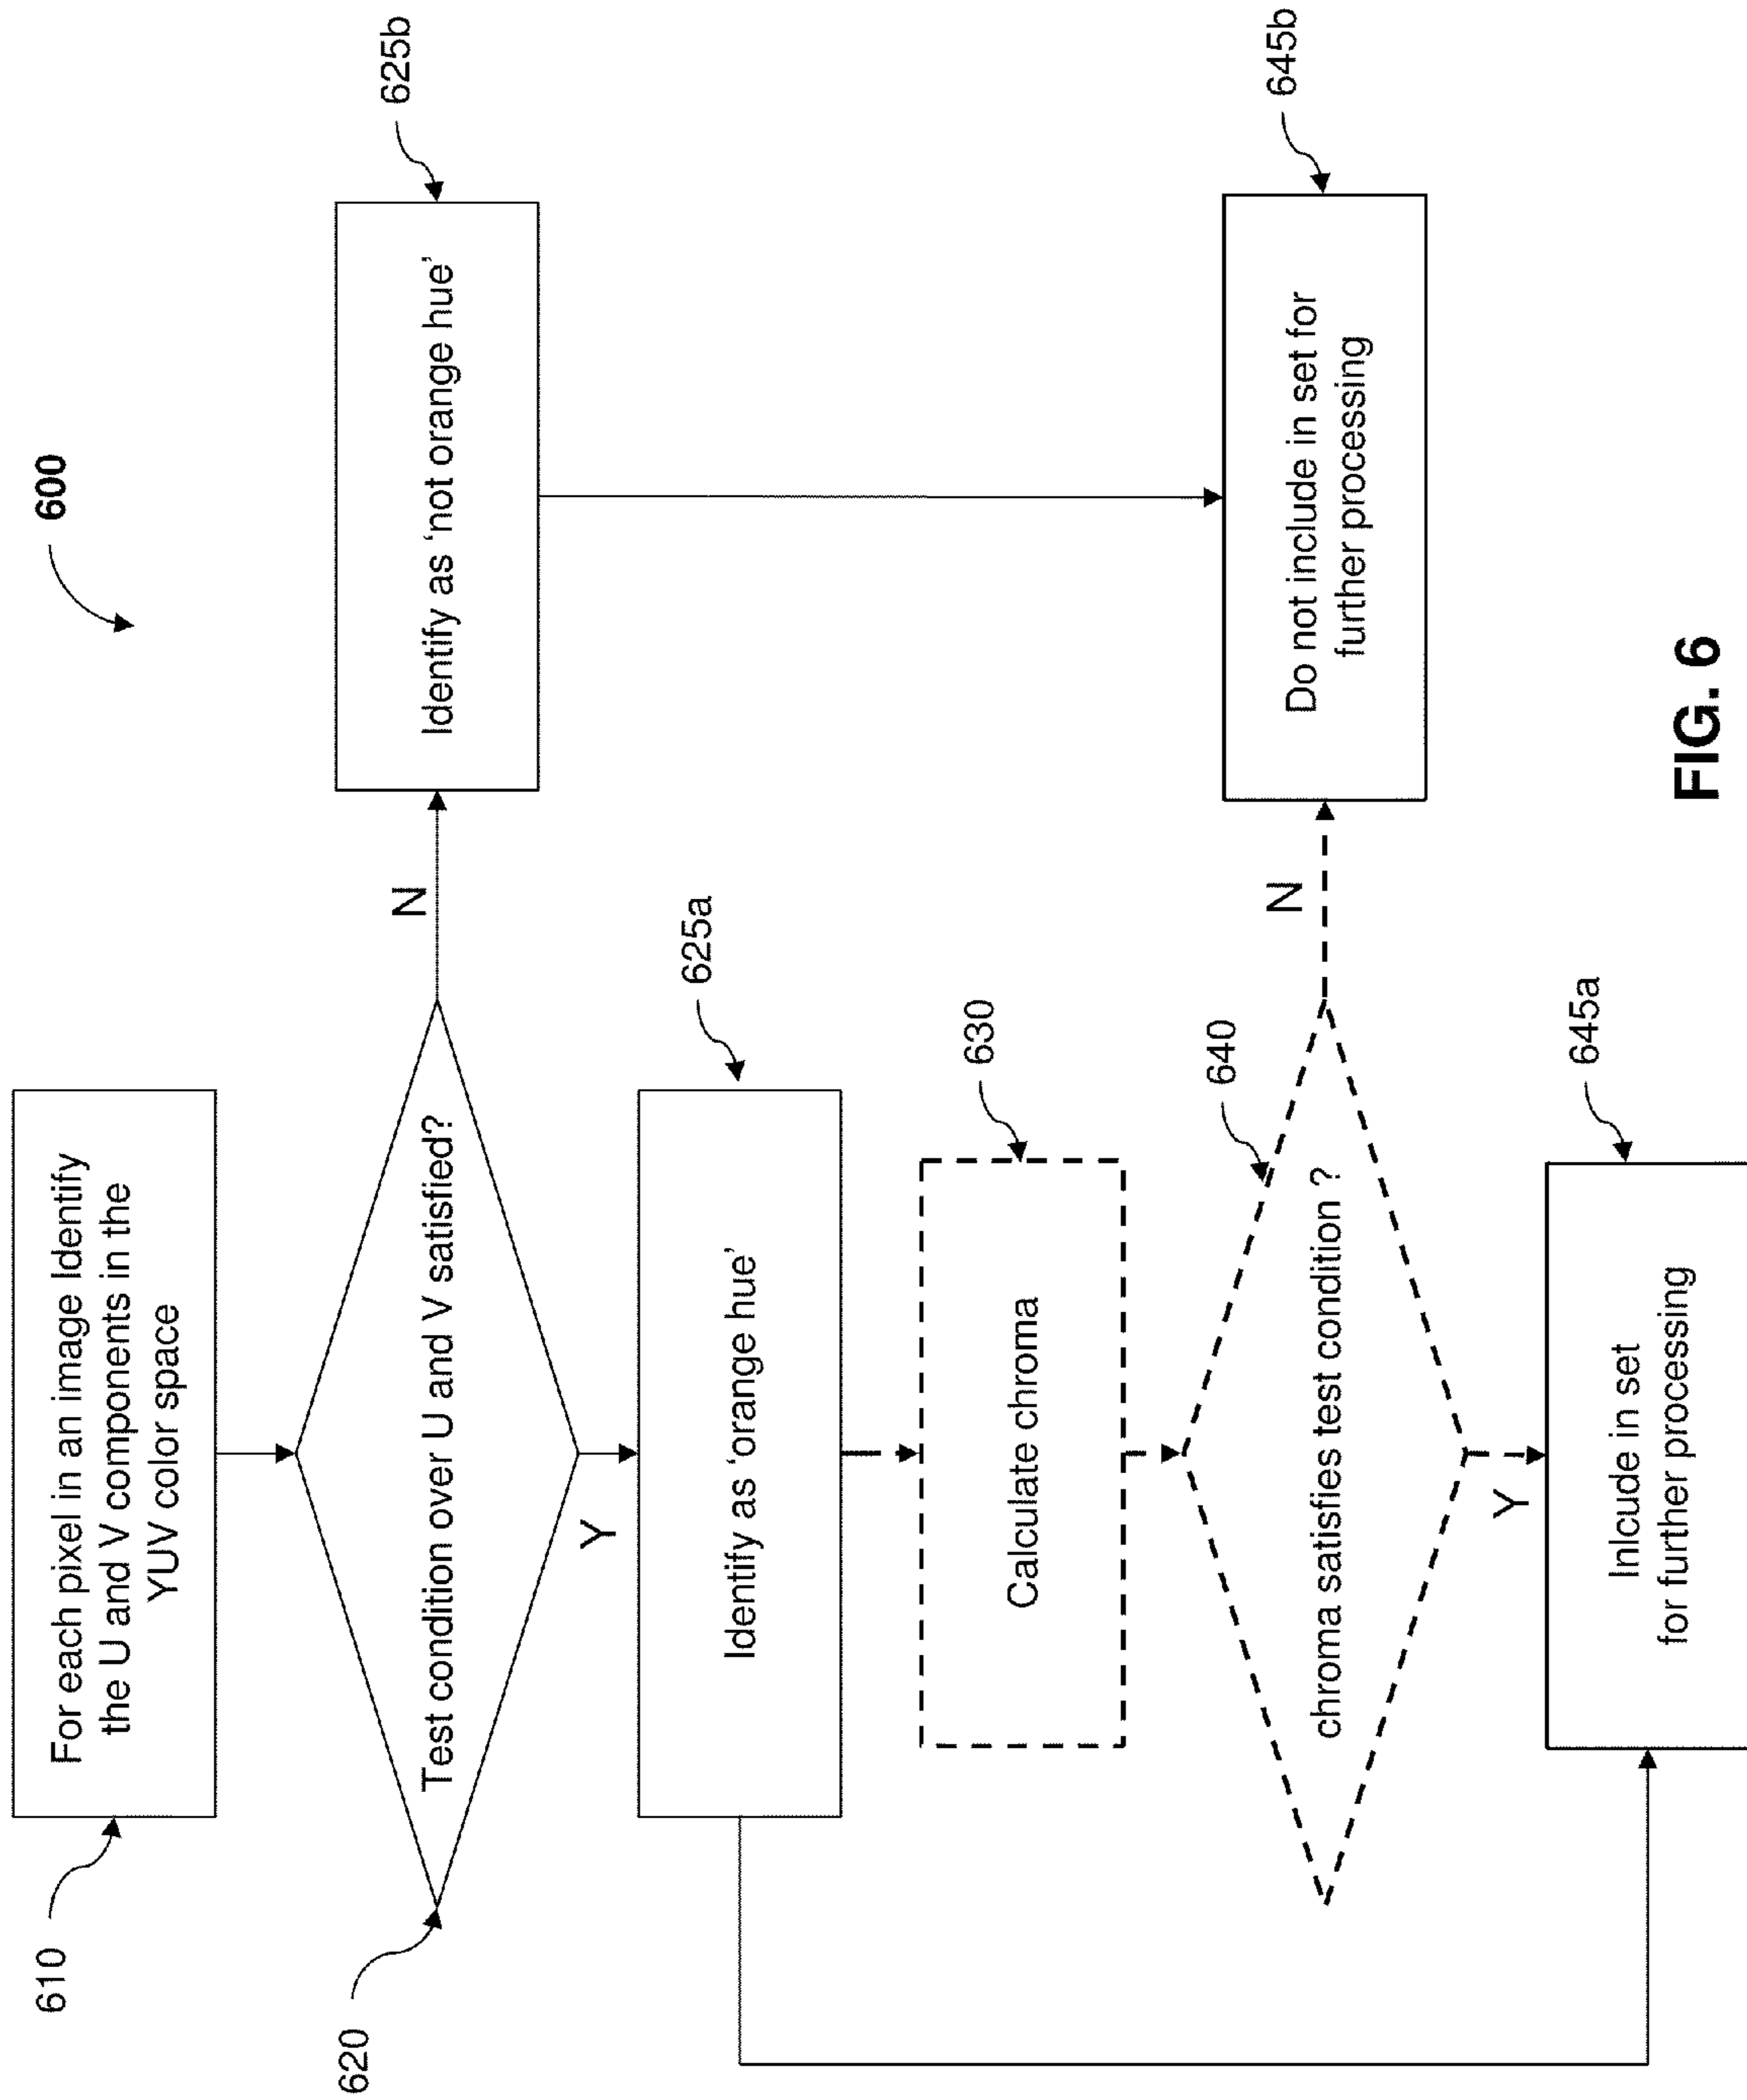 600
610
For each pixel in an image Identify
the U and V components in the
YUV color space
620
Test condition over U and V satisfied?
N
625b
Identify as ‘not orange hue’
Y
625a
Identify as ‘orange hue’
630
Calculate chroma
640
chroma satisfies test condition ?
N
645b
Do not include in set for
further processing
Y
645a
Inlcude in set
for further processing
FIG. 6